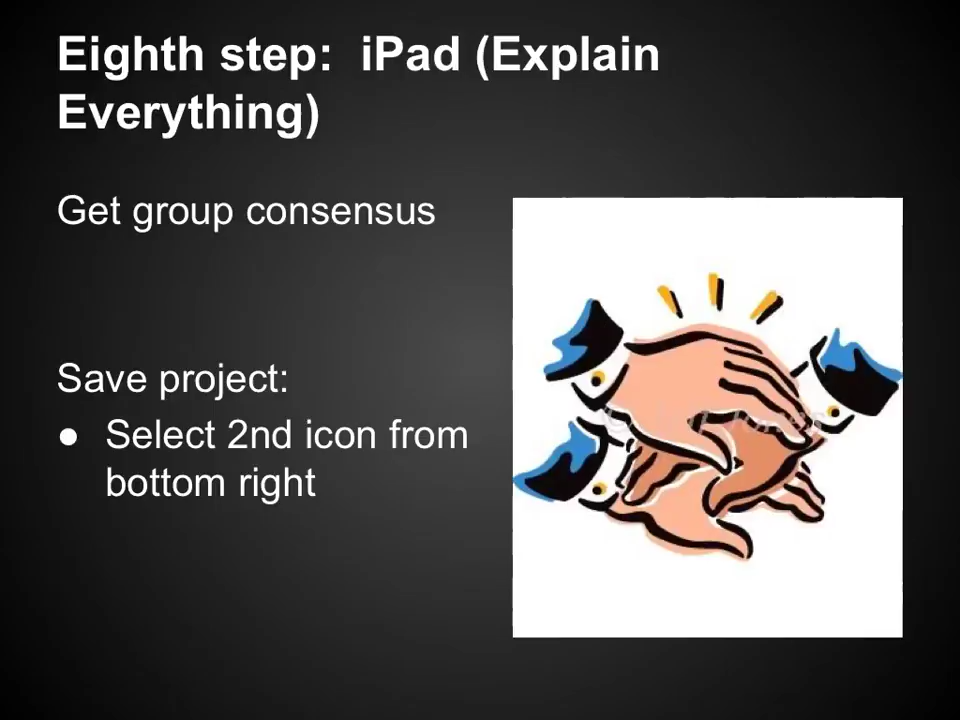 Eighth step:  iPad (Explain
Everything)
Get group consensus
Save project:
● Select 2nd icon from
bottom right